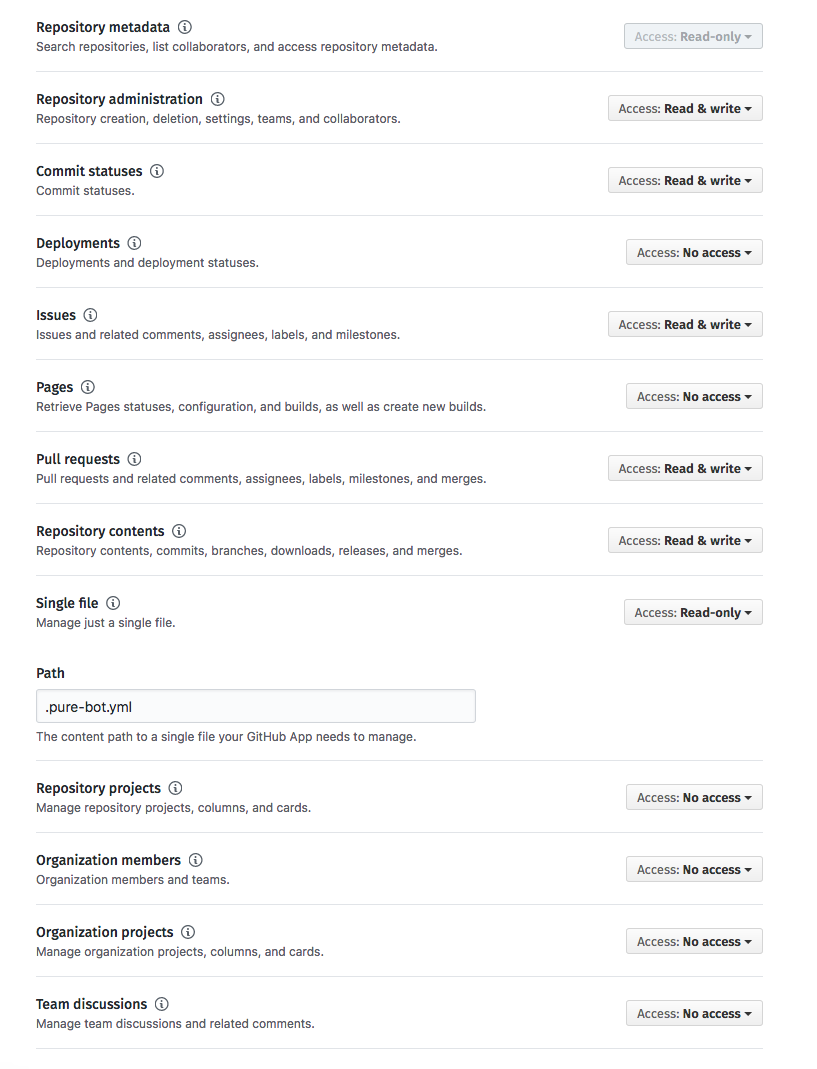 Repository metadata
Search repositories, list collaborators, and access repository metadata.
Access: Read-only
Repository administration
Repository creation, deletion, settings, teams, and collaborators.
Access: Read & write
Commit statuses
Commit statuses.
Access: Read & write
Deployments
Deployments and deployment statuses.
Access: No access
Issues
Issues and related comments, assignees, labels, and milestones.
Access: Read & write
Pages
Retrieve Pages statuses, configuration, and builds, as well as create new builds.
Access: No access
Pull requests
Pull requests and related comments, assignees, labels, milestones, and merges.
Access: Read & write
Repository contents
Repository contents, commits, branches, downloads, releases, and merges.
Access: Read & write
Single file
Manage just a single file.
Access: Read-only
Path
.pure-bot.yml
The content path to a single file your GitHub App needs to manage.
Repository projects
Manage repository projects, columns, and cards.
Access: No access
Organization members
Organization members and teams.
Access: No access
Organization projects
Manage organization projects, columns, and cards.
Access: No access
Team discussions
Manage team discussions and related comments.
Access: No access